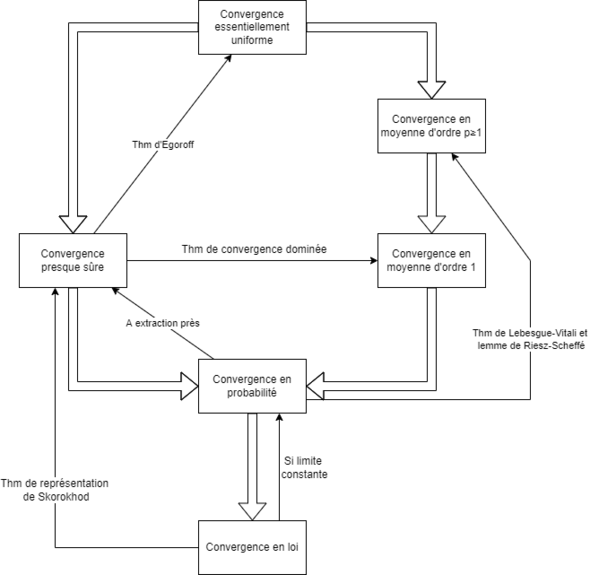 Convergence
essentiellement
uniforme
Convergence en
moyenne d'ordre p≥1
Thm d'Egoroff
Convergence
presque sûre
Thm de convergence dominée
Convergence en
moyenne d'ordre 1
A extraction près
Thm de Lebesgue-Vitali et
lemme de Riesz-Scheffé
Convergence en
probabilité
Si limite
constante
Thm de représentation
de Skorokhod
Convergence en loi